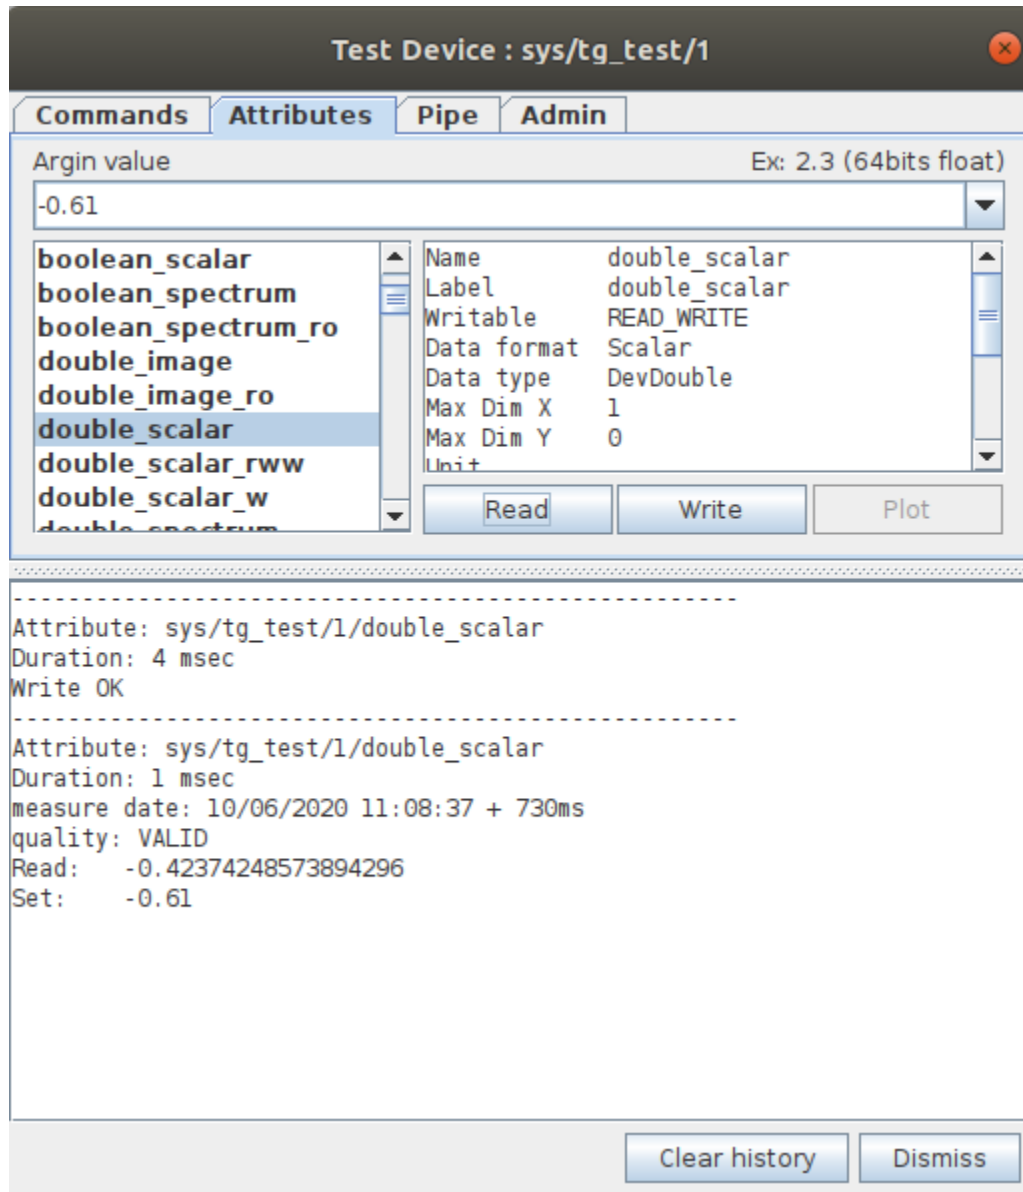 Test Device : sys/tg_test/1
Commands Attributes Pipe Admin
Argin value Ex: 2.3 (64bits float)
-0.61
boolean_scalar
boolean_spectrum
boolean_spectrum_ro
double_image
double_image_ro
double_scalar
double_scalar_rww
double_scalar_w
double_spectrum
Name double_scalar
Label double_scalar
Writable READ_WRITE
Data format Scalar
Data type DevDouble
Max Dim X 1
Max Dim Y 0
Unit
Read Write Plot
----------------------------------------------------
Attribute: sys/tg_test/1/double_scalar
Duration: 4 msec
Write OK
----------------------------------------------------
Attribute: sys/tg_test/1/double_scalar
Duration: 1 msec
measure date: 10/06/2020 11:08:37 + 730ms
quality: VALID
Read: -0.42374248573894296
Set: -0.61
Clear history Dismiss